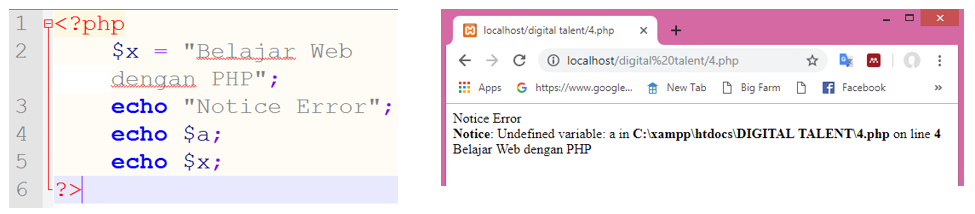 1 <?php
2 $x = "Belajar Web
dengan PHP";
3 echo "Notice Error";
4 echo $a;
5 echo $x;
6 ?>
localhost/digital talent/4.php
localhost/digital%20talent/4.php
Apps https://www.google... New Tab Big Farm Facebook »
Notice Error
Notice: Undefined variable: a in C:\xampp\htdocs\DIGITAL TALENT\4.php on line 4
Belajar Web dengan PHP